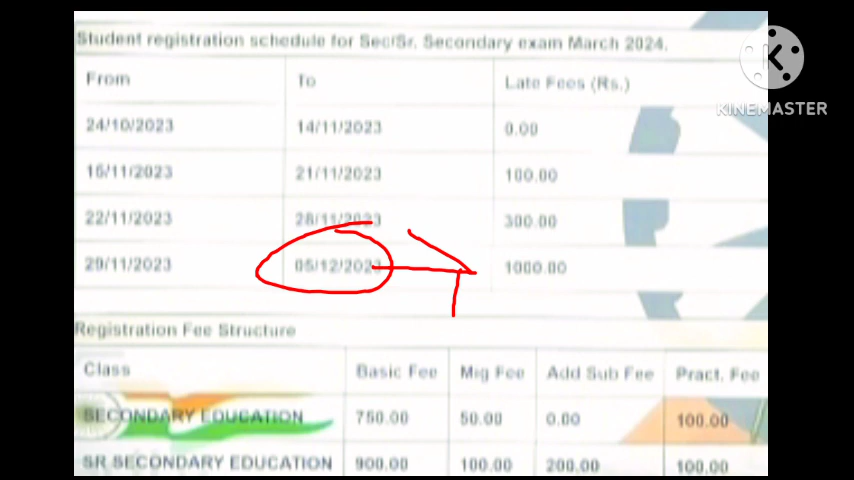 Student registration schedule for Sec/Sr. Secondary exam March 2024.
From To Late Fees (Rs.)
24/10/2023 14/11/2023 0.00
16/11/2023 21/11/2023 100.00
22/11/2023 28/11/2023 300.00
29/11/2023 05/12/2023 1000.00
Registration Fee Structure
Class Basic Fee Mig Fee Add Sub Fee Pract. Fee
SECONDARY EDUCATION 750.00 50.00 0.00 100.00
SR SECONDARY EDUCATION 900.00 100.00 200.00 100.00
K
KINEMASTER